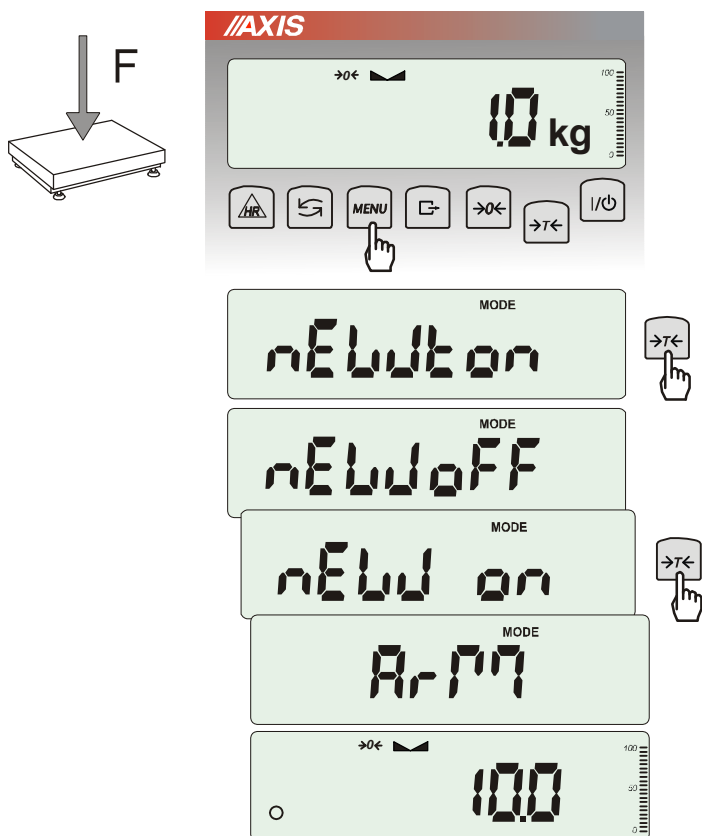 F
//AXIS
→0←
1.0 kg
100
50
0
HR
MENU
→0←
→T←
I/⏻
MODE
nEWton
→T←
MODE
nEWoFF
MODE
nEW on
→T←
MODE
ArM
→0←
10.0
100
50
0